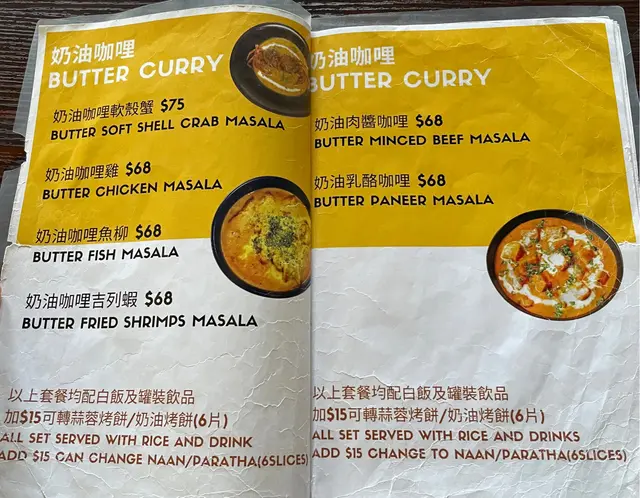 奶油咖哩
BUTTER CURRY
奶油咖哩軟殼蟹 $75
BUTTER SOFT SHELL CRAB MASALA
奶油咖哩雞 $68
BUTTER CHICKEN MASALA
奶油咖哩魚柳 $68
BUTTER FISH MASALA
奶油咖哩吉列蝦 $68
BUTTER FRIED SHRIMPS MASALA
以上套餐均配白飯及罐裝飲品
加$15可轉蒜蓉烤餅/奶油烤餅(6片)
ALL SET SERVED WITH RICE AND DRINK
ADD $15 CAN CHANGE NAAN/PARATHA(6SLICES)
奶油咖哩
BUTTER CURRY
奶油肉醬咖哩 $68
BUTTER MINCED BEEF MASALA
奶油乳酪咖哩 $68
BUTTER PANEER MASALA
以上套餐均配白飯及罐裝飲品
加$15可轉蒜蓉烤餅/奶油烤餅(6片)
ALL SET SERVED WITH RICE AND DRINKS
ADD $15 CHANGE TO NAAN/PARATHA(6SLICES)